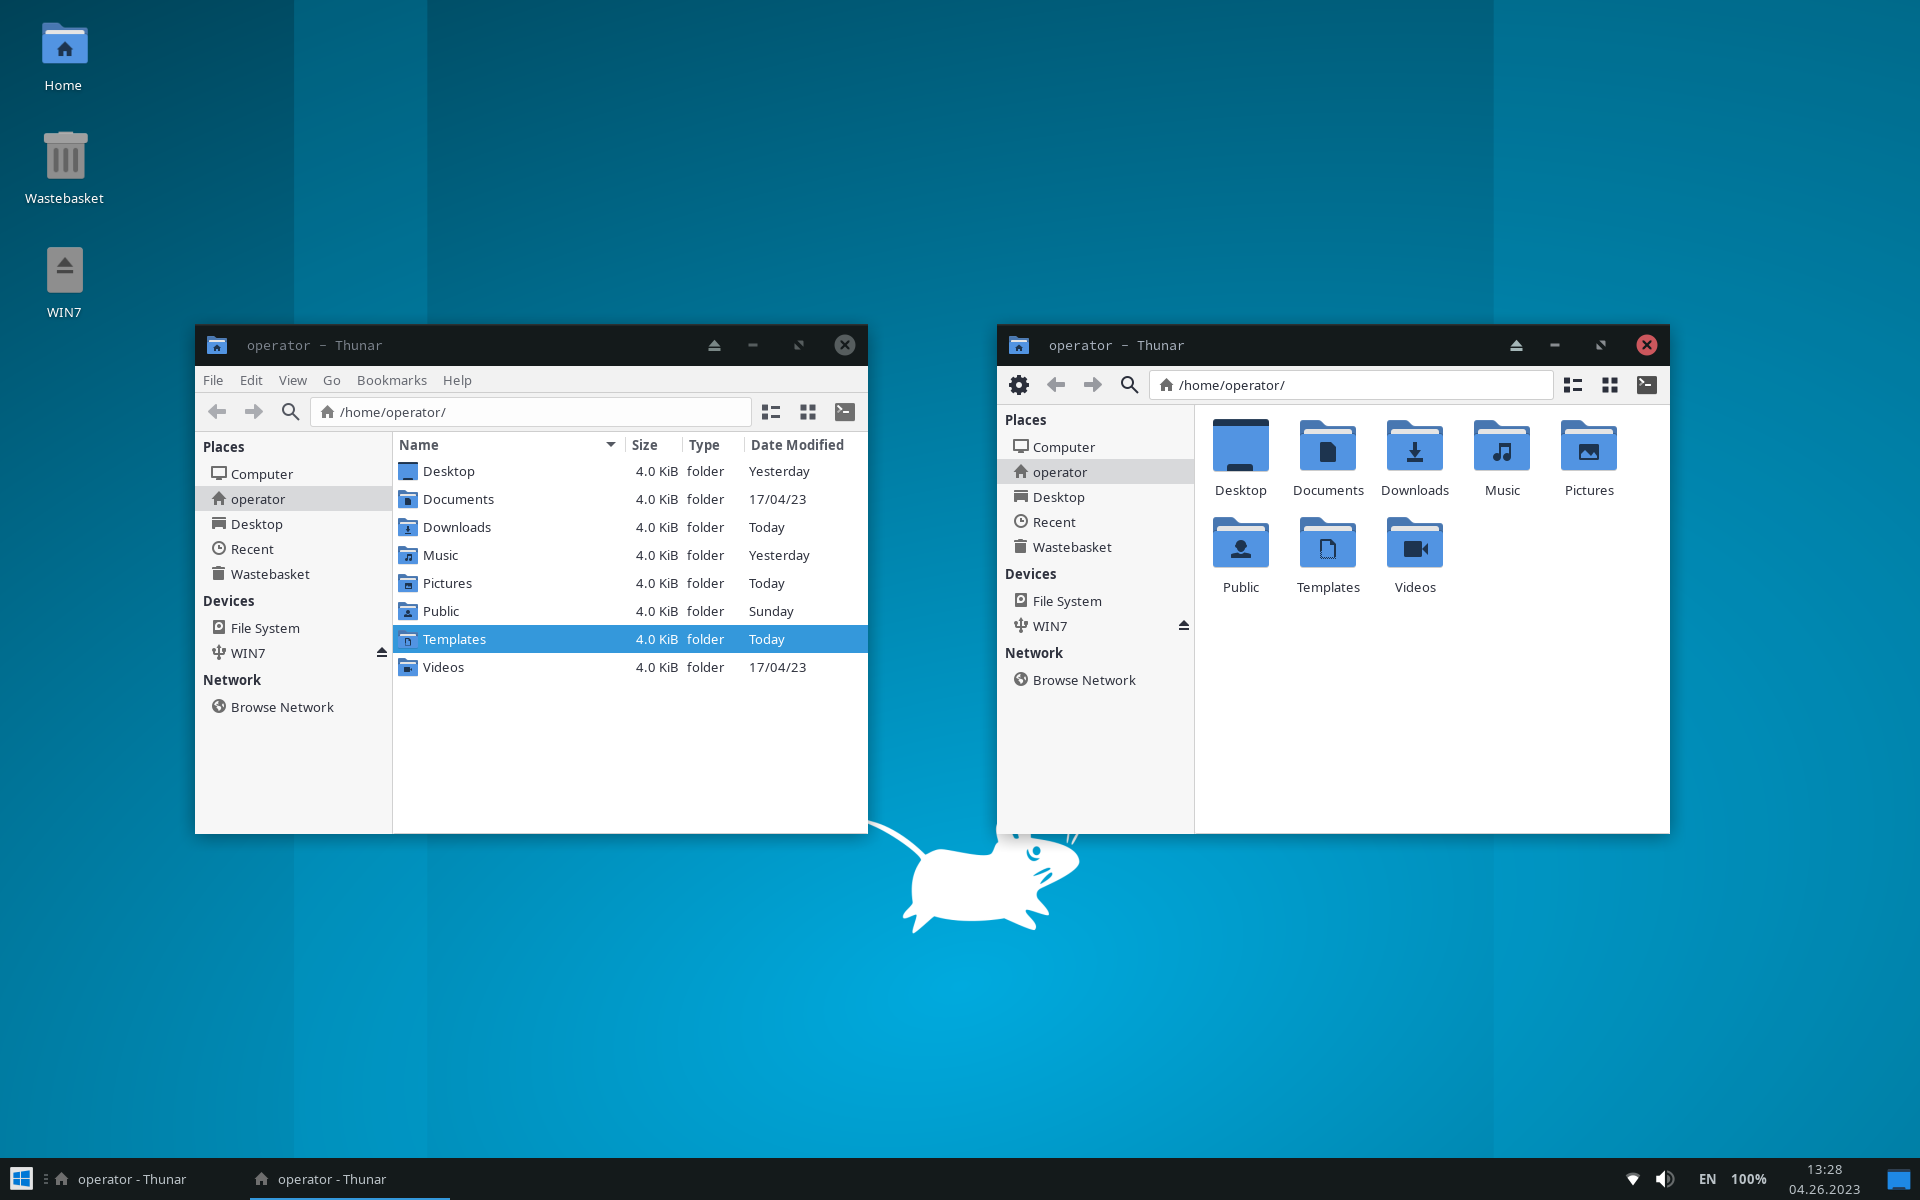 Home
Wastebasket
WIN7
operator – Thunar
File Edit View Go Bookmarks Help
/home/operator/
Places
Computer
operator
Desktop
Recent
Wastebasket
Devices
File System
WIN7
Network
Browse Network
Name Size Type Date Modified
Desktop 4.0 KiB folder Yesterday
Documents 4.0 KiB folder 17/04/23
Downloads 4.0 KiB folder Today
Music 4.0 KiB folder Yesterday
Pictures 4.0 KiB folder Today
Public 4.0 KiB folder Sunday
Templates 4.0 KiB folder Today
Videos 4.0 KiB folder 17/04/23
operator – Thunar
/home/operator/
Places
Computer
operator
Desktop
Recent
Wastebasket
Devices
File System
WIN7
Network
Browse Network
Desktop Documents Downloads Music Pictures
Public Templates Videos
operator - Thunar operator - Thunar EN 100% 13:28
04.26.2023